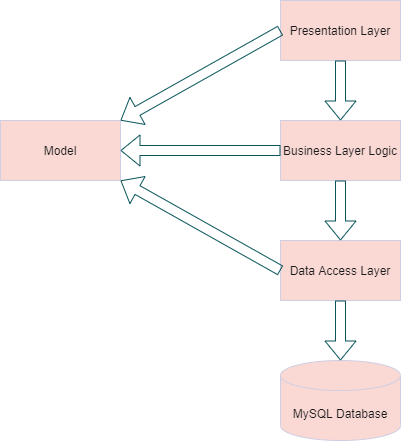 Presentation Layer
Model
Business Layer Logic
Data Access Layer
MySQL Database